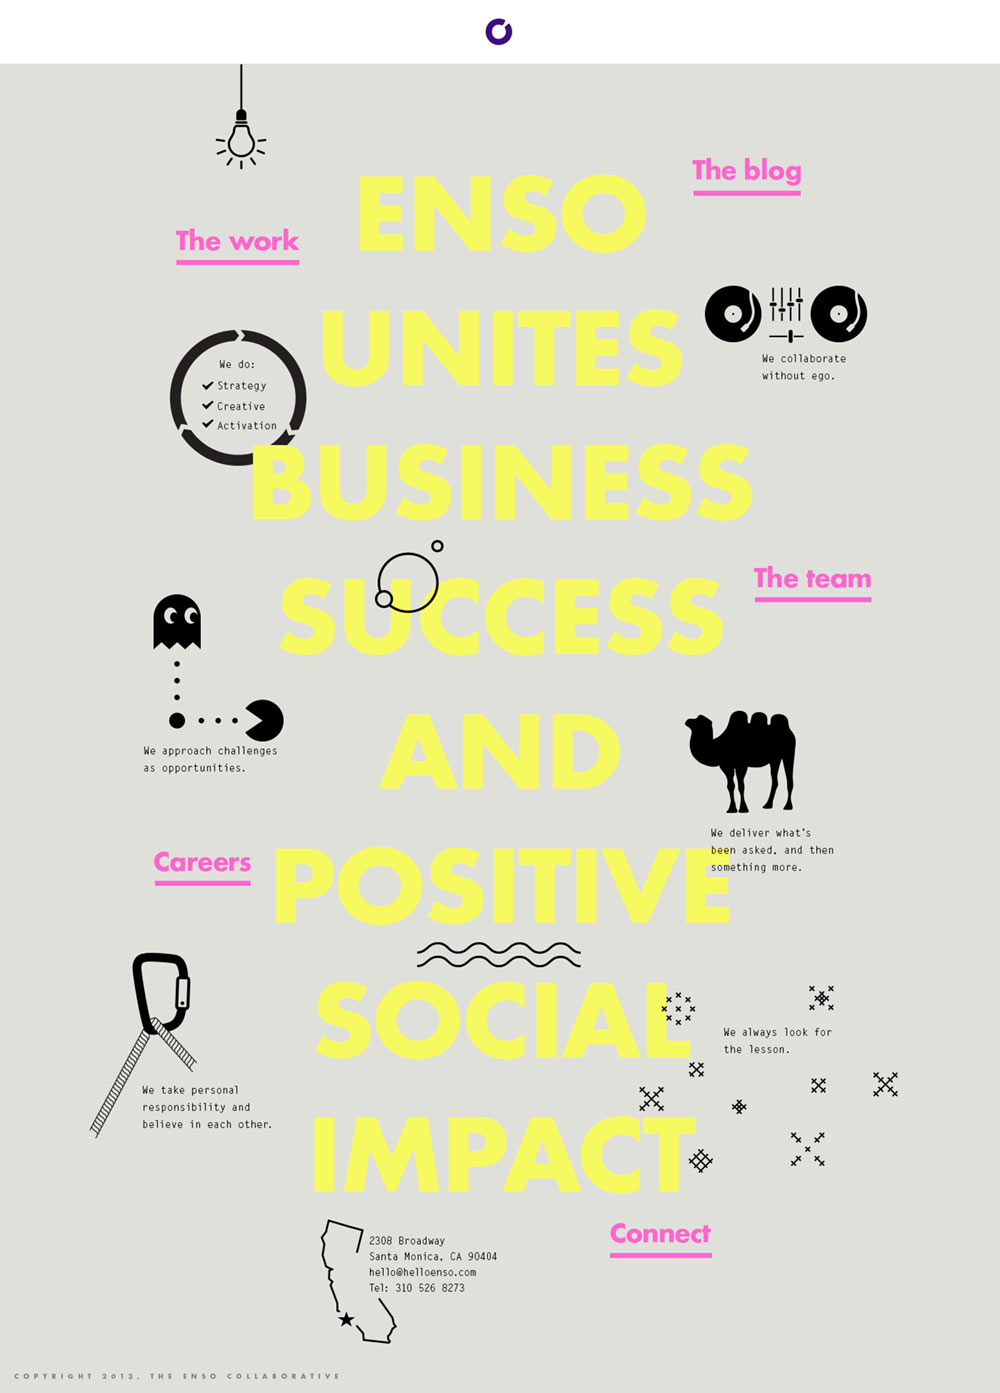 The blog
ENSO
The work
UNITES
We collaborate
without ego.
We do:
Strategy
Creative
Activation
BUSINESS
SUCCESS
The team
AND
We approach challenges
as opportunities.
We deliver what's
been asked, and then
something more.
Careers
POSITIVE
SOCIAL
We always look for
the lesson.
We take personal
responsibility and
believe in each other.
IMPACT
Connect
2308 Broadway
Santa Monica, CA 90404
hello@helloenso.com
Tel: 310 526 8273
COPYRIGHT 2013, THE ENSO COLLABORATIVE